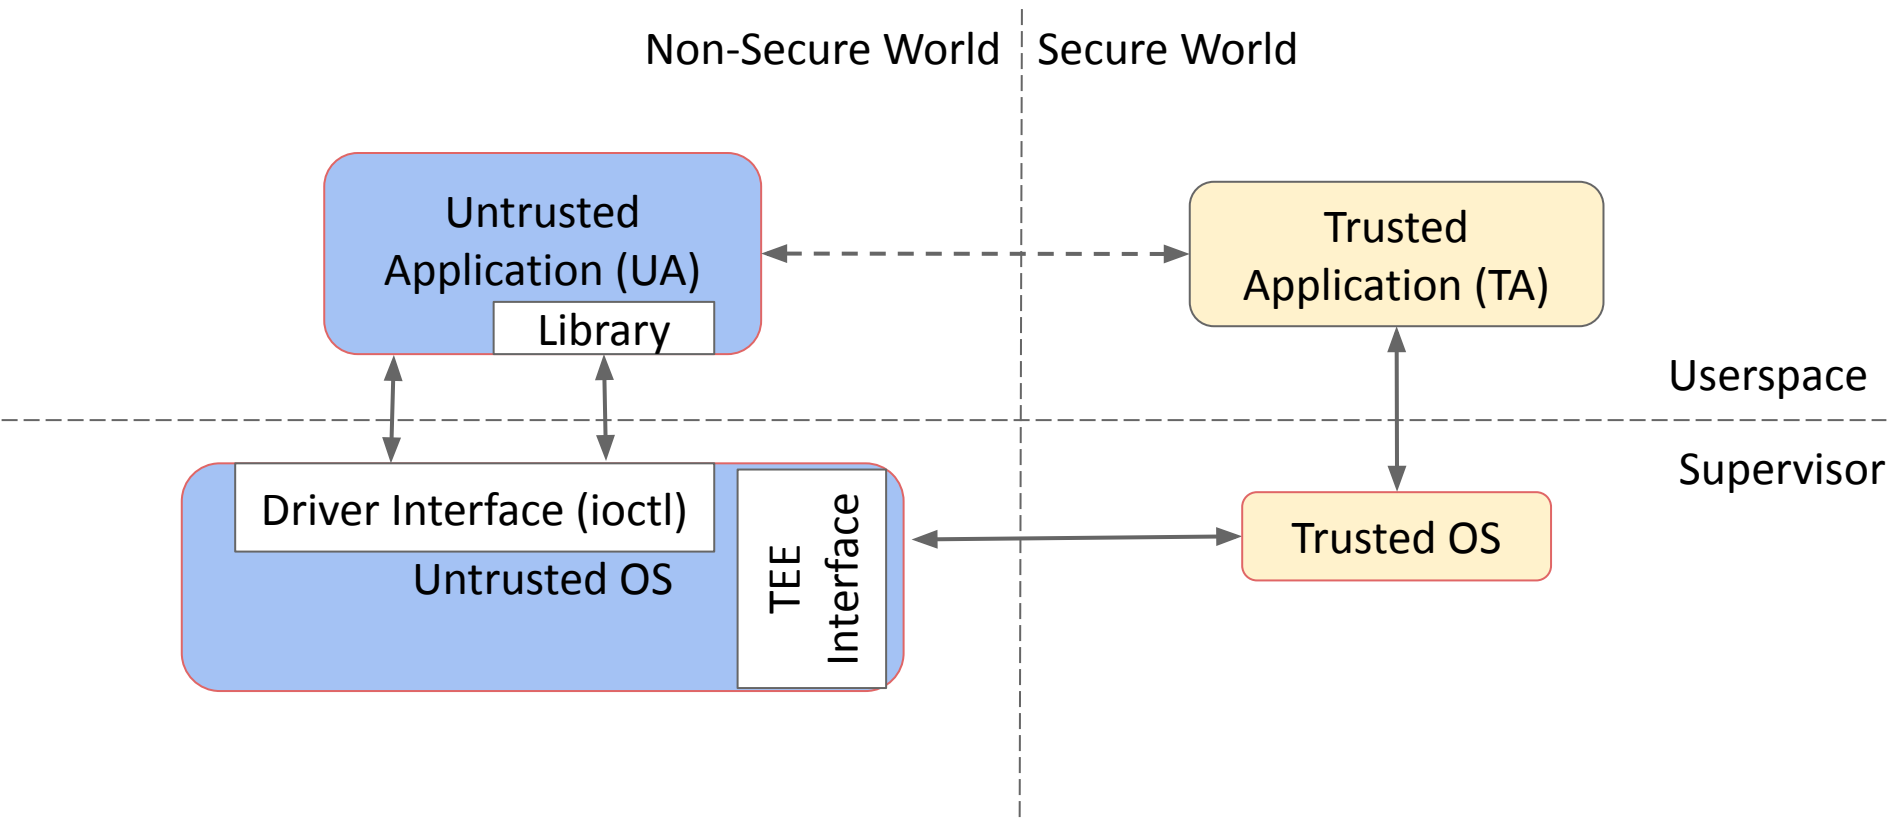 Non-Secure World
Secure World
Untrusted
Application (UA)
Library
Trusted
Application (TA)
Userspace
Supervisor
Driver Interface (ioctl)
Untrusted OS
TEE
Interface
Trusted OS